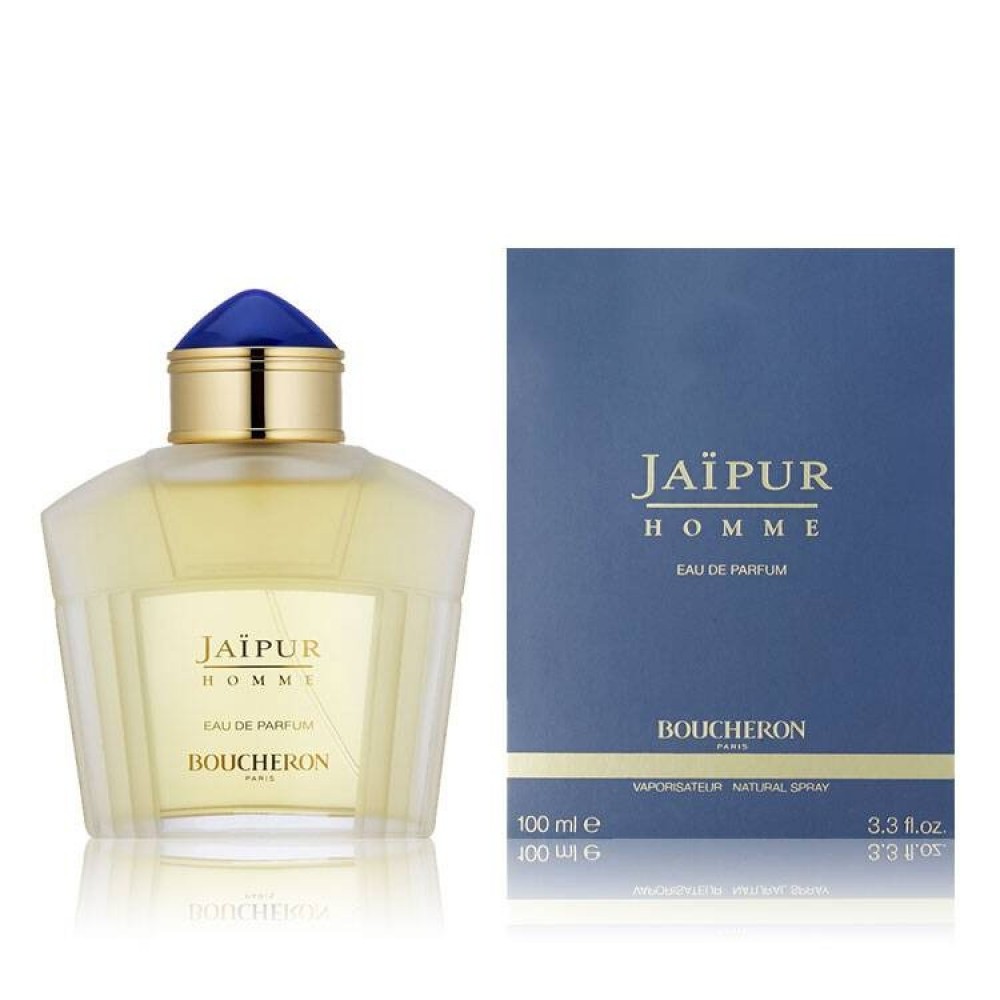 JAÏPUR
HOMME
EAU DE PARFUM
BOUCHERON
PARIS
JAÏPUR
HOMME
EAU DE PARFUM
BOUCHERON
PARIS
VAPORISATEUR NATURAL SPRAY
100 ml e
3.3 fl.oz.